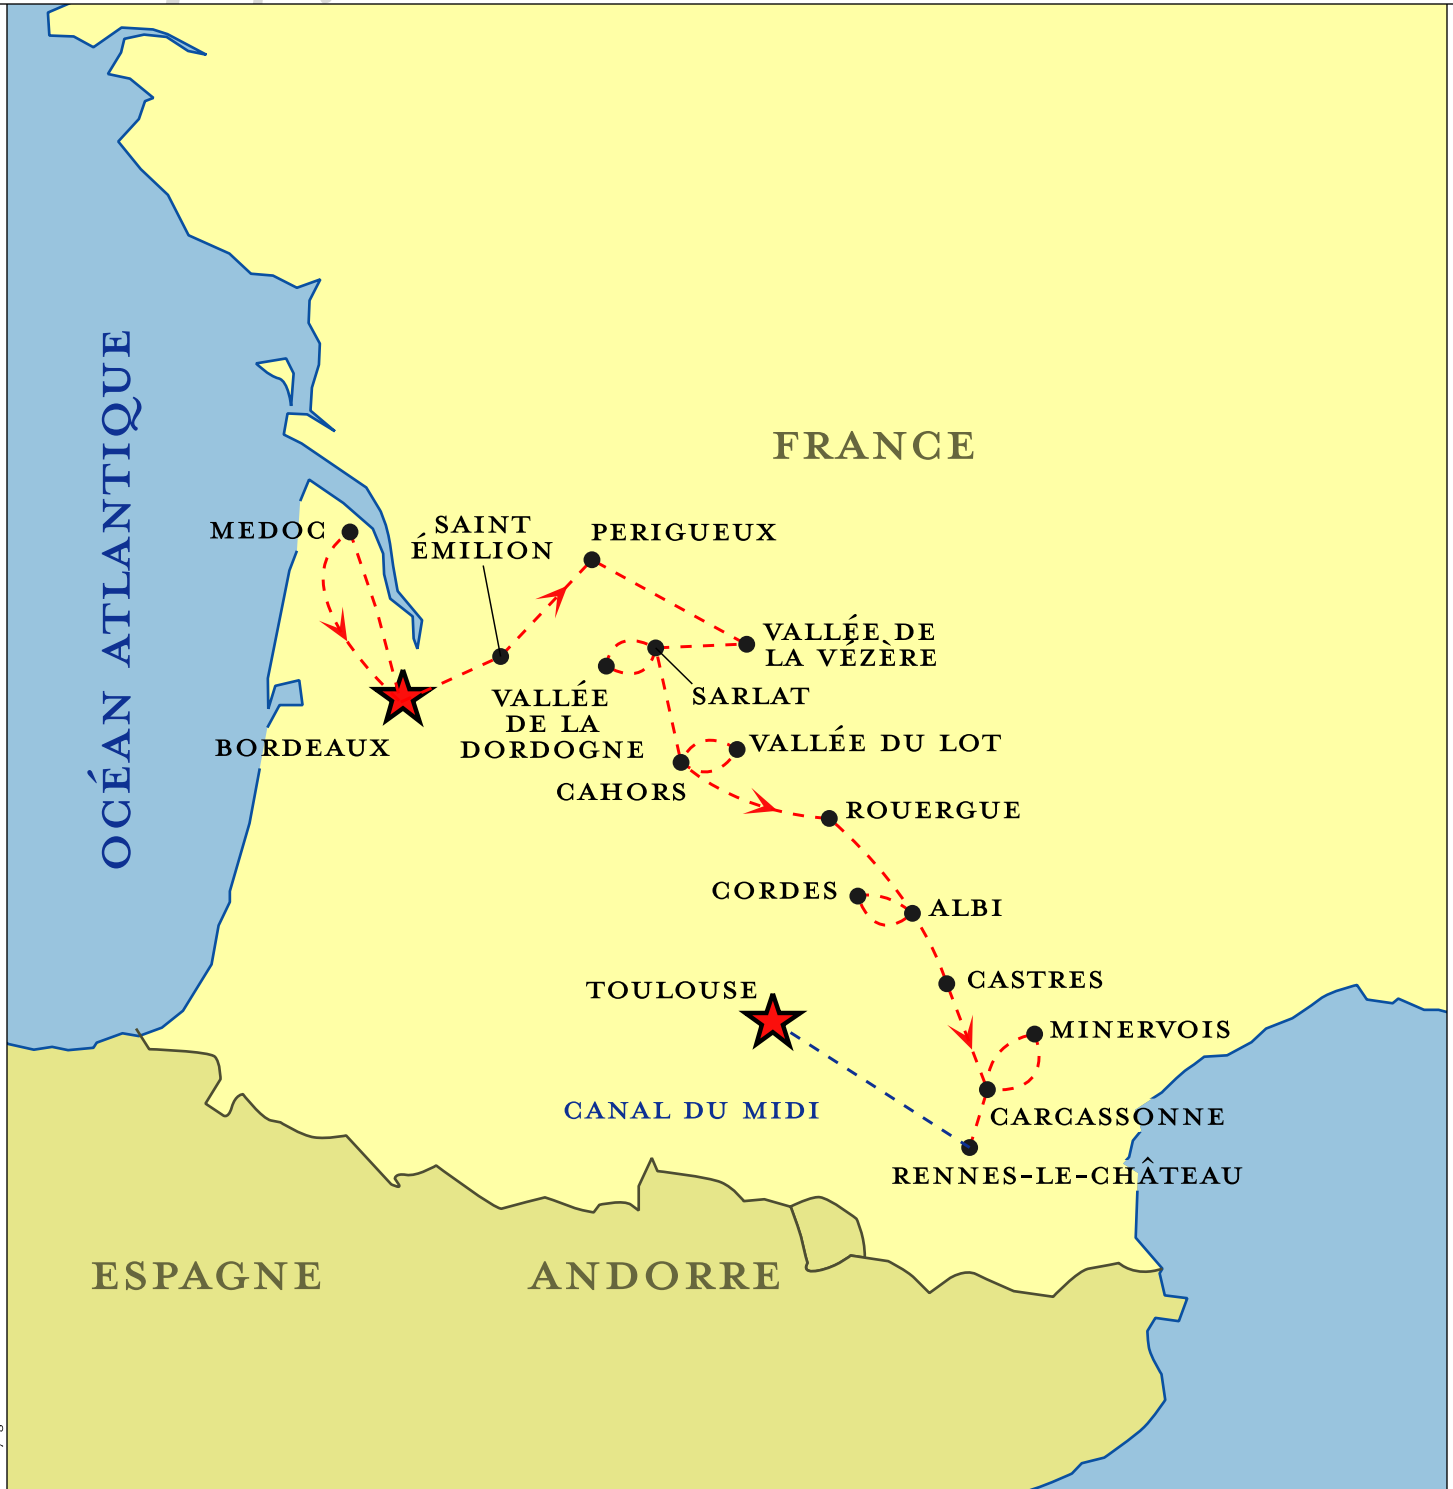 OCÉAN ATLANTIQUE
FRANCE
MEDOC
SAINT
ÉMILION
PERIGUEUX
VALLÉE DE
LA VÉZÈRE
SARLAT
VALLÉE
DE LA
DORDOGNE
BORDEAUX
VALLÉE DU LOT
CAHORS
ROUERGUE
CORDES
ALBI
CASTRES
TOULOUSE
MINERVOIS
CANAL DU MIDI
CARCASSONNE
RENNES-LE-CHÂTEAU
ESPAGNE
ANDORRE